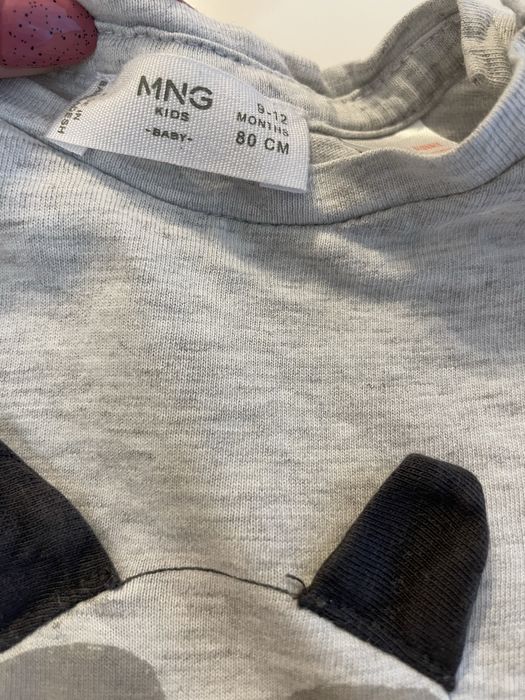 MNG
KIDS
-BABY-
9-12
MONTHS
80 CM